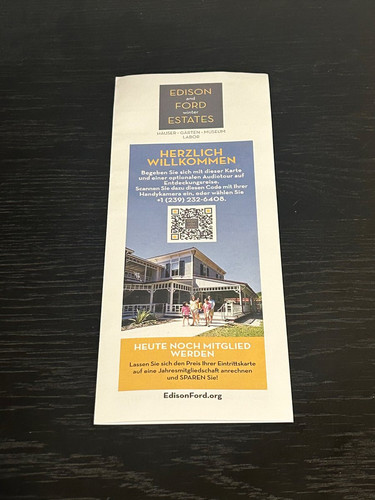 EDISON
and
FORD
winter
ESTATES
HÄUSER • GÄRTEN • MUSEUM
LABOR
HERZLICH
WILLKOMMEN
Begeben Sie sich mit dieser Karte
und einer optionalen Audiotour auf
Entdeckungsreise.
Scannen Sie dazu diesen Code mit Ihrer
Handykamera ein, oder wählen Sie
+1 (239) 232-6408.
HEUTE NOCH MITGLIED
WERDEN
Lassen Sie sich den Preis Ihrer Eintrittskarte
auf eine Jahresmitgliedschaft anrechnen
und SPAREN Sie!
EdisonFord.org